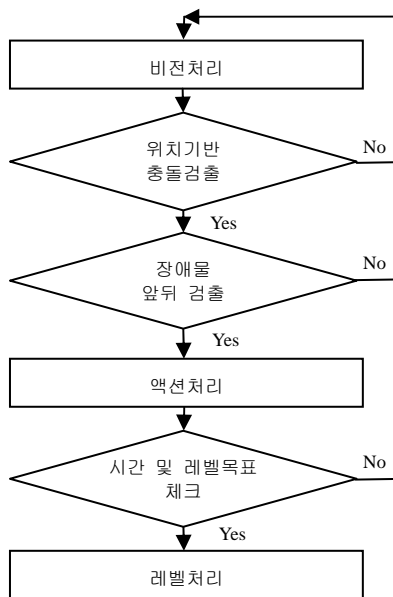 비전처리
위치기반
충돌검출
No
Yes
장애물
앞뒤 검출
No
Yes
액션처리
시간 및 레벨목표
체크
No
Yes
레벨처리